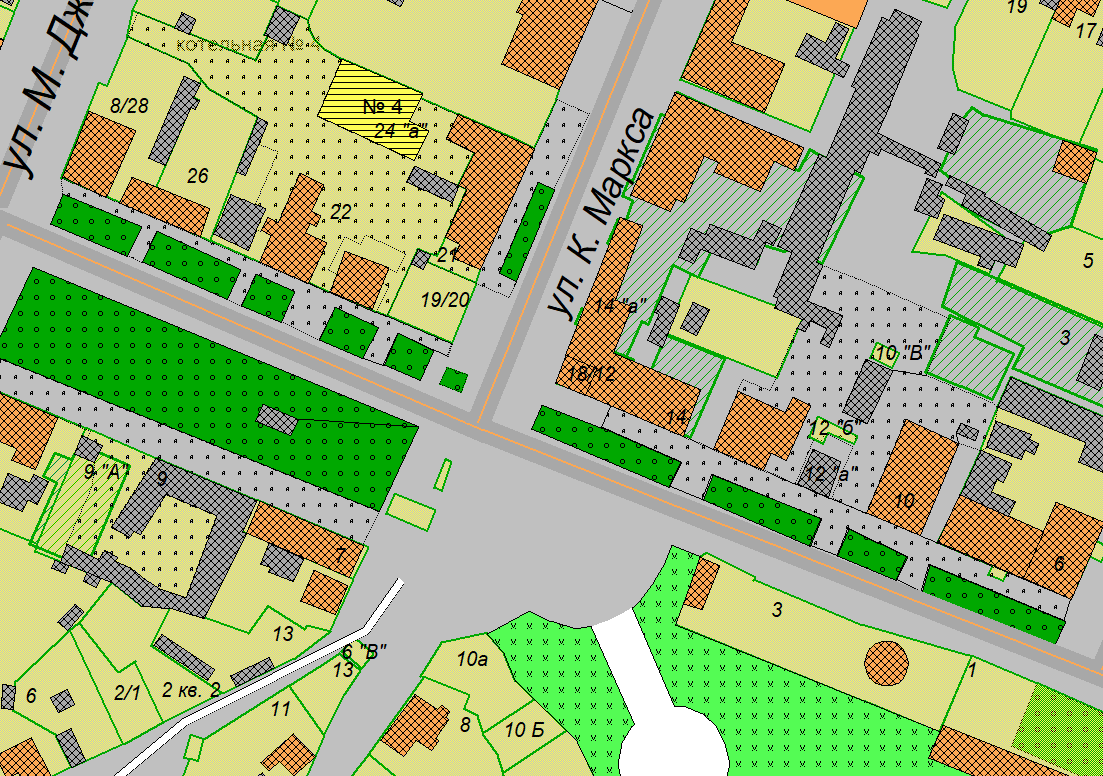 19
17
ул. М. Дж
котельная № 4
8/28
№ 4
24 "а"
26
22
ул. К. Маркса
21
19/20
5
14 "а"
3
10 "В"
18/12
14
12 "б"
9 "А"
9
12 "а"
10
7
6
3
13
6 "В"
13
10а
1
6
2/1
2 кв. 2
11
8
10 Б